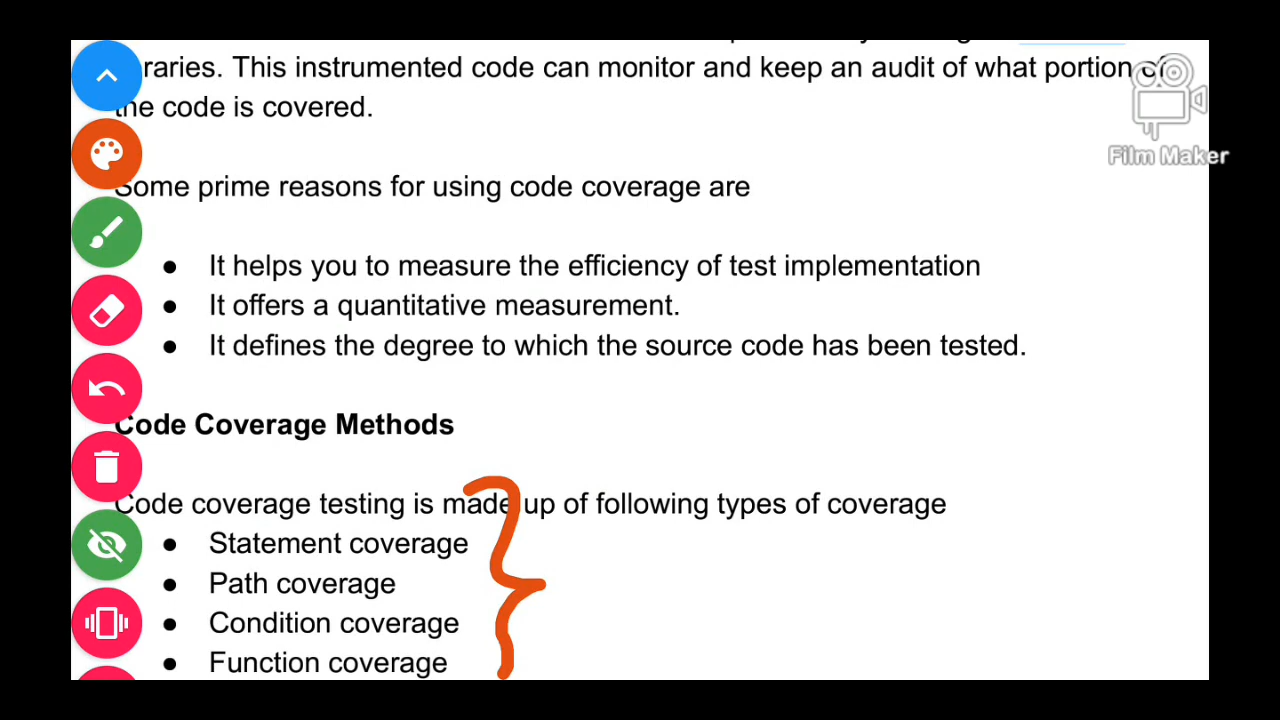 raries. This instrumented code can monitor and keep an audit of what portion of
the code is covered.
Film Maker
Some prime reasons for using code coverage are
● It helps you to measure the efficiency of test implementation
● It offers a quantitative measurement.
● It defines the degree to which the source code has been tested.
Code Coverage Methods
Code coverage testing is made up of following types of coverage
● Statement coverage
● Path coverage
● Condition coverage
● Function coverage